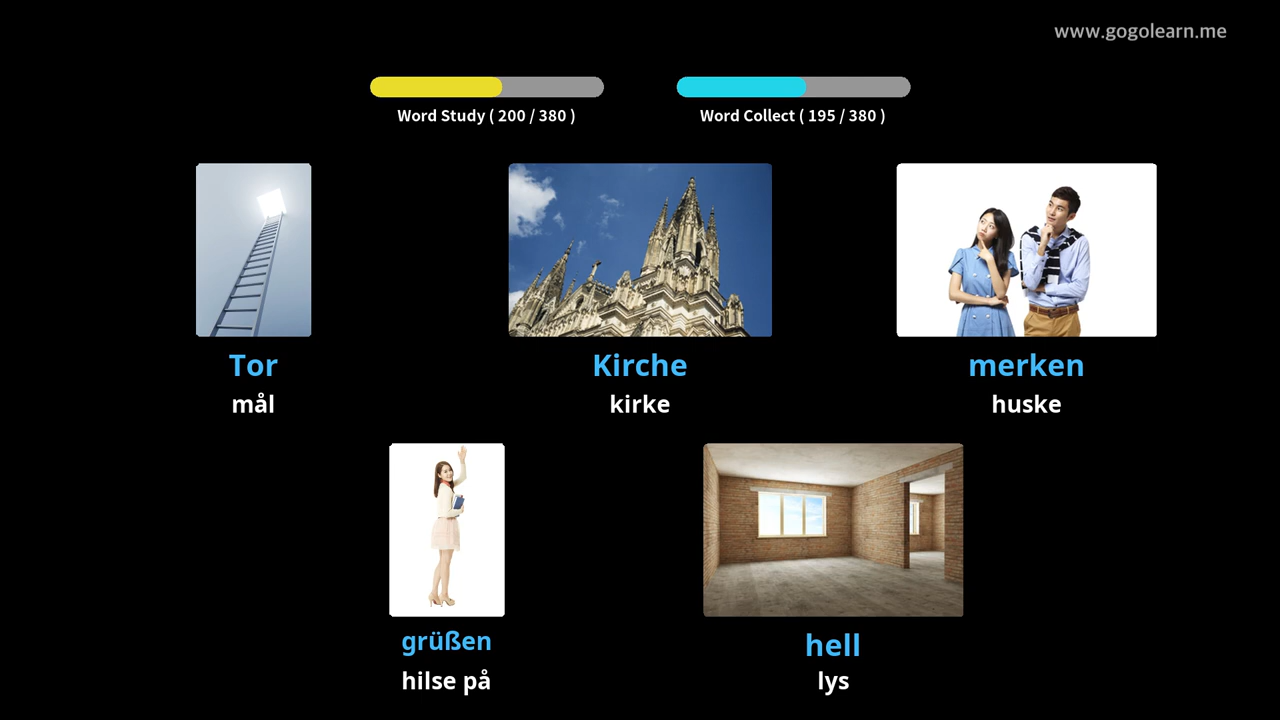 www.gogolearn.me
Word Study ( 200 / 380 )
Word Collect ( 195 / 380 )
Tor
mål
Kirche
kirke
merken
huske
grüßen
hilse på
hell
lys